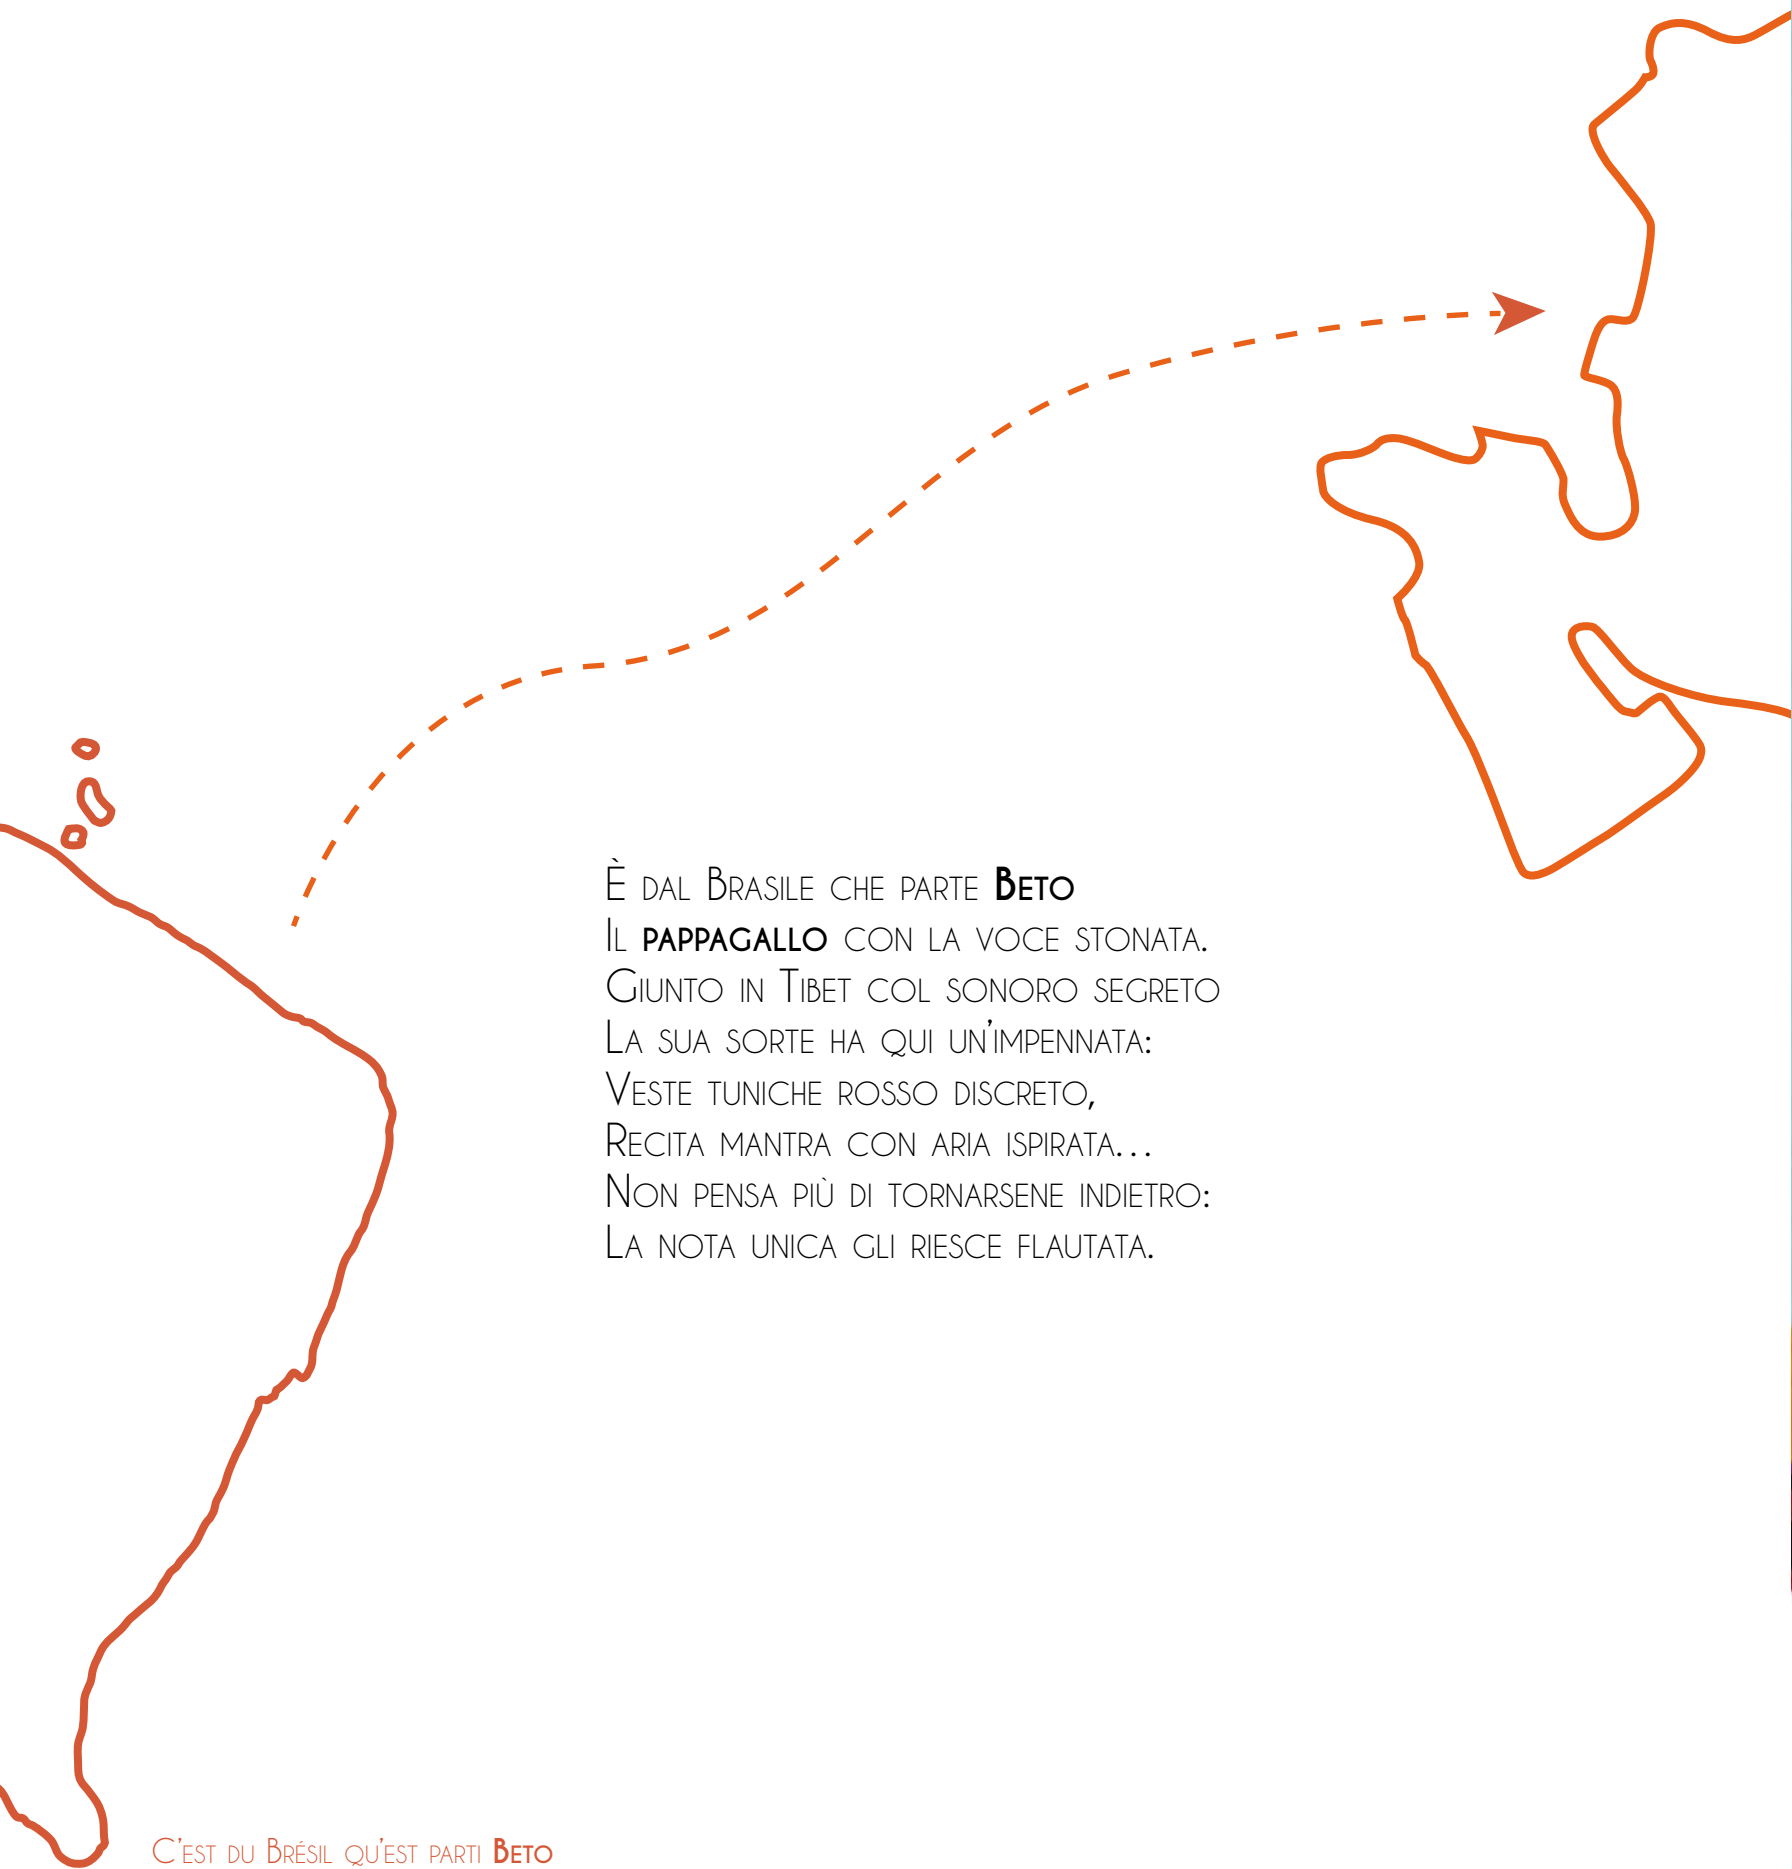 È dal Brasile che parte Beto
Il pappagallo con la voce stonata.
Giunto in Tibet col sonoro segreto
La sua sorte ha qui un'impennata:
Veste tuniche rosso discreto,
Recita mantra con aria ispirata…
Non pensa più di tornarsene indietro:
La nota unica gli riesce flautata.
C'est du Brésil qu'est parti Beto